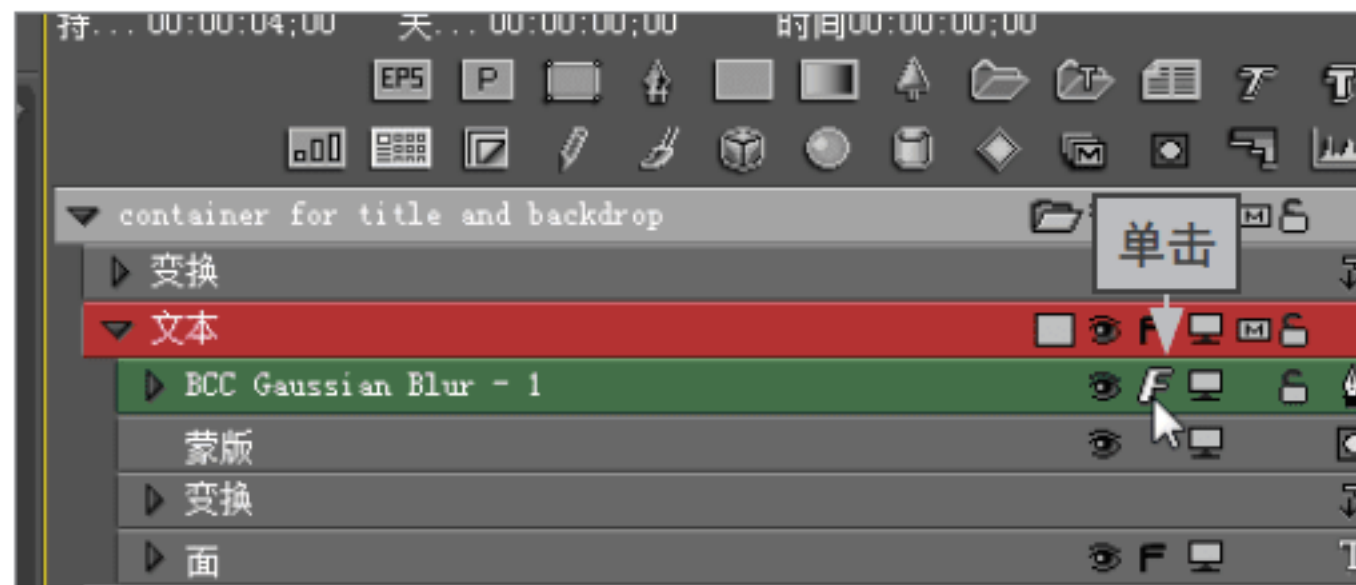 持... 00:00:04;00 关... 00:00:00;00 时间00:00:00;00
EPS P T T
M
container for title and backdrop M
单击
变换
文本 F M
BCC Gaussian Blur - 1 F
蒙版
变换
面 F T